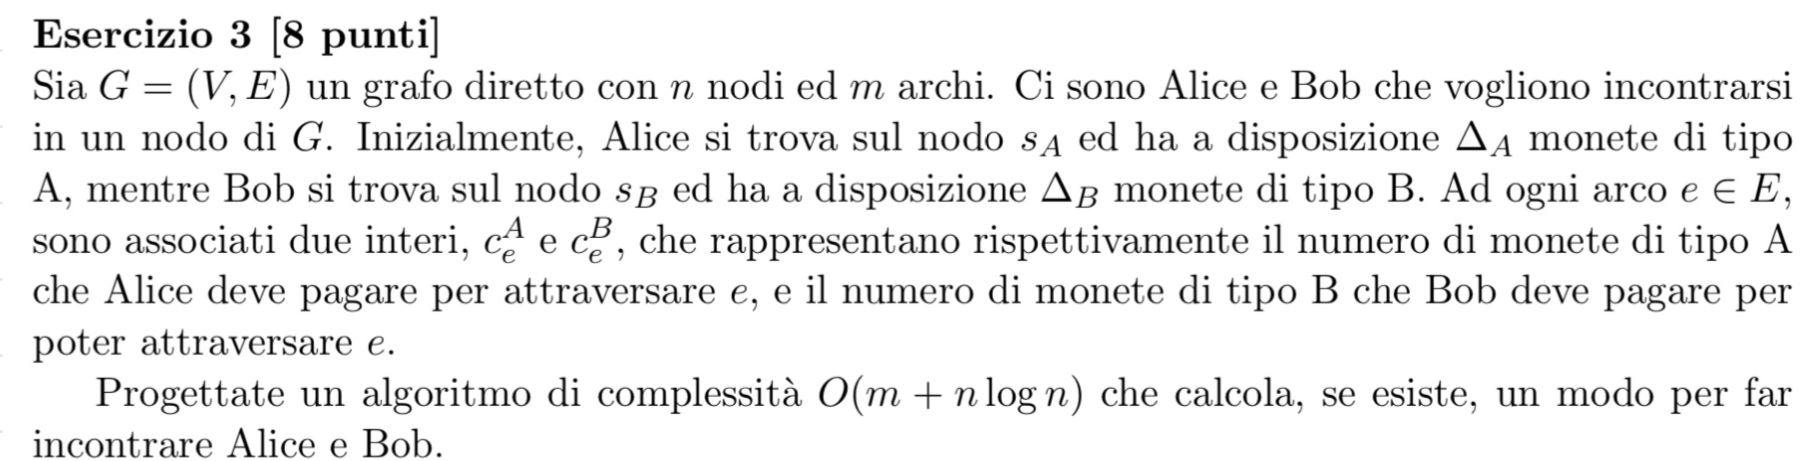 Esercizio 3 [8 punti]
Sia G = (V, E) un grafo diretto con n nodi ed m archi. Ci sono Alice e Bob che vogliono incontrarsi
in un nodo di G. Inizialmente, Alice si trova sul nodo s_A ed ha a disposizione Δ_A monete di tipo
A, mentre Bob si trova sul nodo s_B ed ha a disposizione Δ_B monete di tipo B. Ad ogni arco e ∈ E,
sono associati due interi, c_e^A e c_e^B, che rappresentano rispettivamente il numero di monete di tipo A
che Alice deve pagare per attraversare e, e il numero di monete di tipo B che Bob deve pagare per
poter attraversare e.
Progettate un algoritmo di complessità O(m + n log n) che calcola, se esiste, un modo per far
incontrare Alice e Bob.